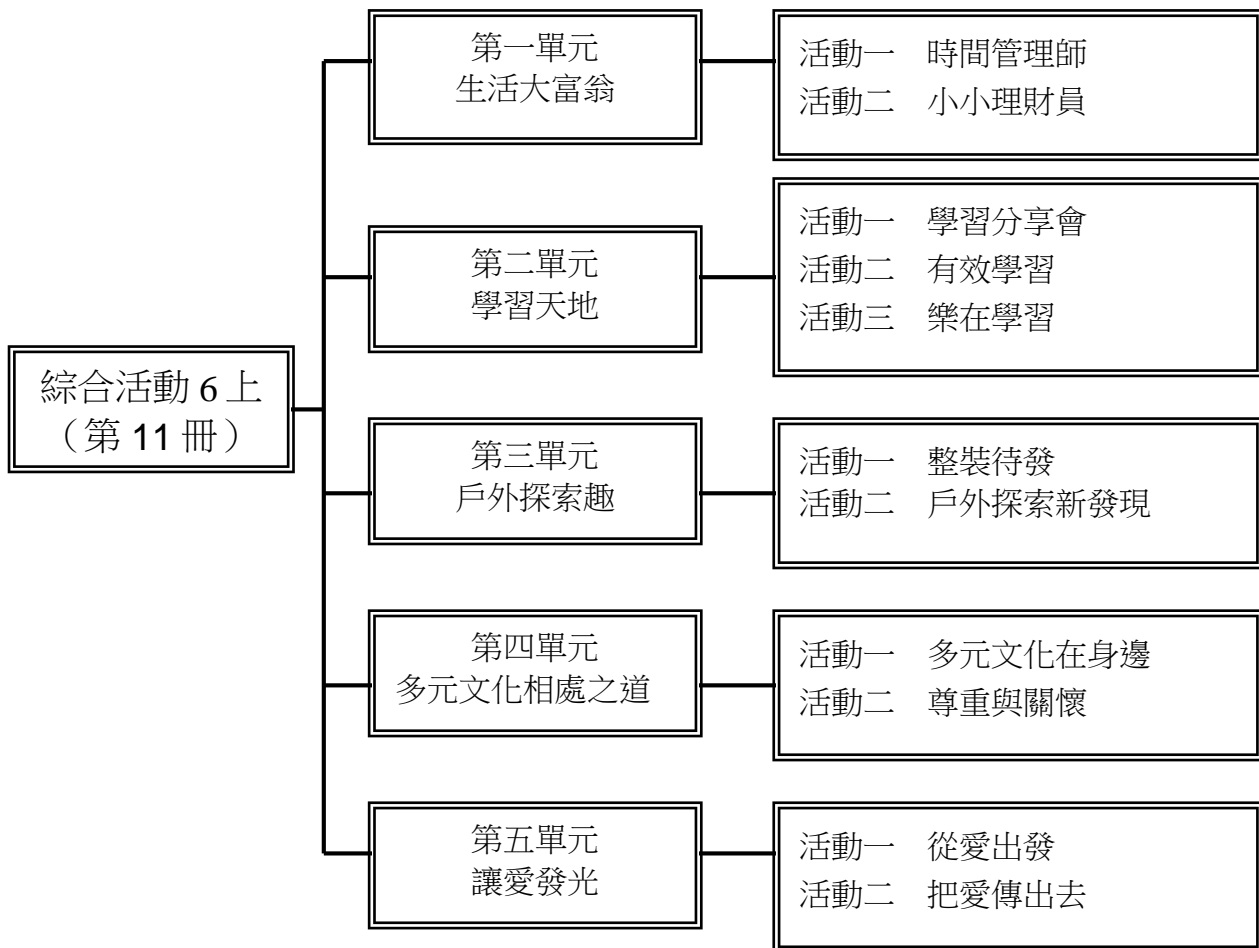 綜合活動 6 上
（第 11 冊）
第一單元
生活大富翁
活動一　時間管理師
活動二　小小理財員
第二單元
學習天地
活動一　學習分享會
活動二　有效學習
活動三　樂在學習
第三單元
戶外探索趣
活動一　整裝待發
活動二　戶外探索新發現
第四單元
多元文化相處之道
活動一　多元文化在身邊
活動二　尊重與關懷
第五單元
讓愛發光
活動一　從愛出發
活動二　把愛傳出去